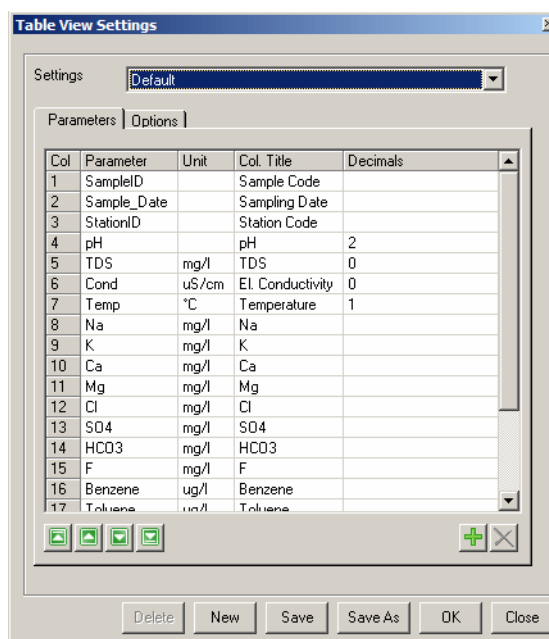 Table View Settings
Settings Default
Parameters Options
Col Parameter Unit Col. Title Decimals
1 SampleID Sample Code
2 Sample_Date Sampling Date
3 StationID Station Code
4 pH pH 2
5 TDS mg/l TDS 0
6 Cond uS/cm El. Conductivity 0
7 Temp °C Temperature 1
8 Na mg/l Na
9 K mg/l K
10 Ca mg/l Ca
11 Mg mg/l Mg
12 Cl mg/l Cl
13 SO4 mg/l SO4
14 HCO3 mg/l HCO3
15 F mg/l F
16 Benzene ug/l Benzene
17 Toluene ug/l Toluene
Delete New Save Save As OK Close